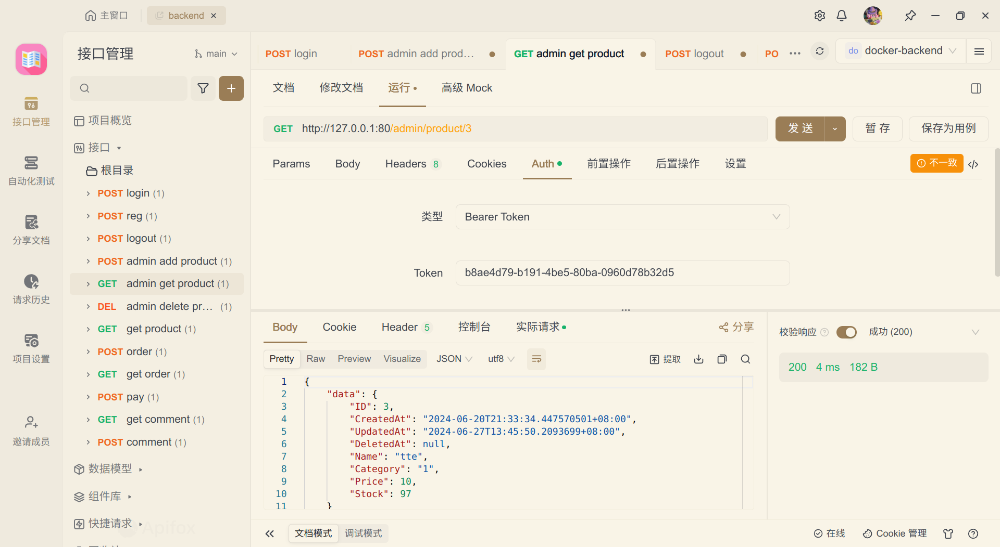 主窗口
backend
接口管理
main
POST login
POST admin add prod...
GET admin get product
POST logout
PO
do docker-backend
文档
修改文档
运行
高级 Mock
接口管理
自动化测试
分享文档
请求历史
项目设置
邀请成员
项目概览
接口
根目录
POST login (1)
POST reg (1)
POST logout (1)
POST admin add product (1)
GET admin get product (1)
DEL admin delete pr... (1)
GET get product (1)
POST order (1)
GET get order (1)
POST pay (1)
GET get comment (1)
POST comment (1)
数据模型
组件库
快捷请求
Apifox
GET http://127.0.0.1:80/admin/product/3
发 送
暂 存
保存为用例
Params
Body
Headers 8
Cookies
Auth
前置操作
后置操作
设置
不一致
类型
Bearer Token
Token
b8ae4d79-b191-4be5-80ba-0960d78b32d5
Body
Cookie
Header 5
控制台
实际请求
分享
Pretty
Raw
Preview
Visualize
JSON
utf8
提取
1 {
2 "data": {
3 "ID": 3,
4 "CreatedAt": "2024-06-20T21:33:34.447570501+08:00",
5 "UpdatedAt": "2024-06-27T13:45:50.2093699+08:00",
6 "DeletedAt": null,
7 "Name": "tte",
8 "Category": "1",
9 "Price": 10,
10 "Stock": 97
11 }
校验响应
成功 (200)
200 4 ms 182 B
文档模式
调试模式
在线
Cookie 管理